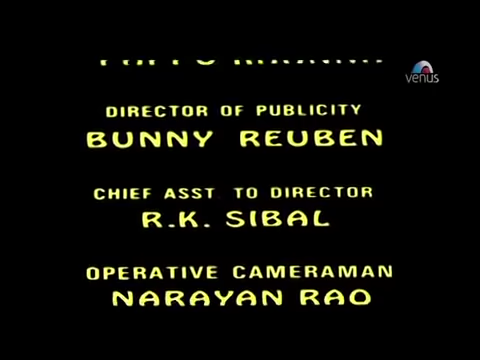 venus
DIRECTOR OF PUBLICITY
BUNNY REUBEN
CHIEF ASST. TO DIRECTOR
R.K. SIBAL
OPERATIVE CAMERAMAN
NARAYAN RAO